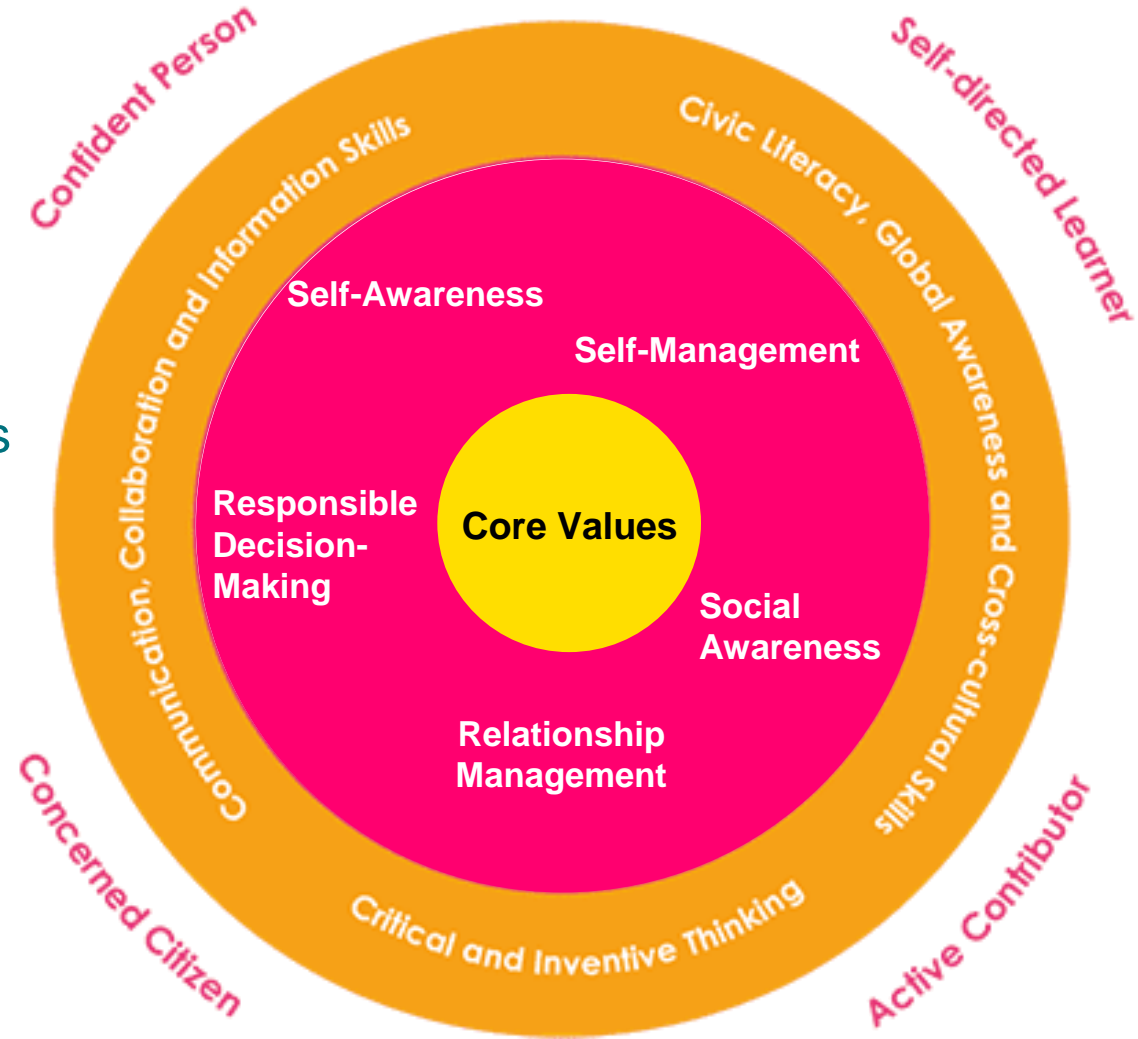 Confident Person
Self-directed Learner
Communication, Collaboration and Information Skills
Civic Literacy, Global Awareness and Cross-cultural Skills
Self-Awareness
Self-Management
s
Responsible
Decision-
Making
Core Values
Social
Awareness
Relationship
Management
Critical and Inventive Thinking
Concerned Citizen
Active Contributor